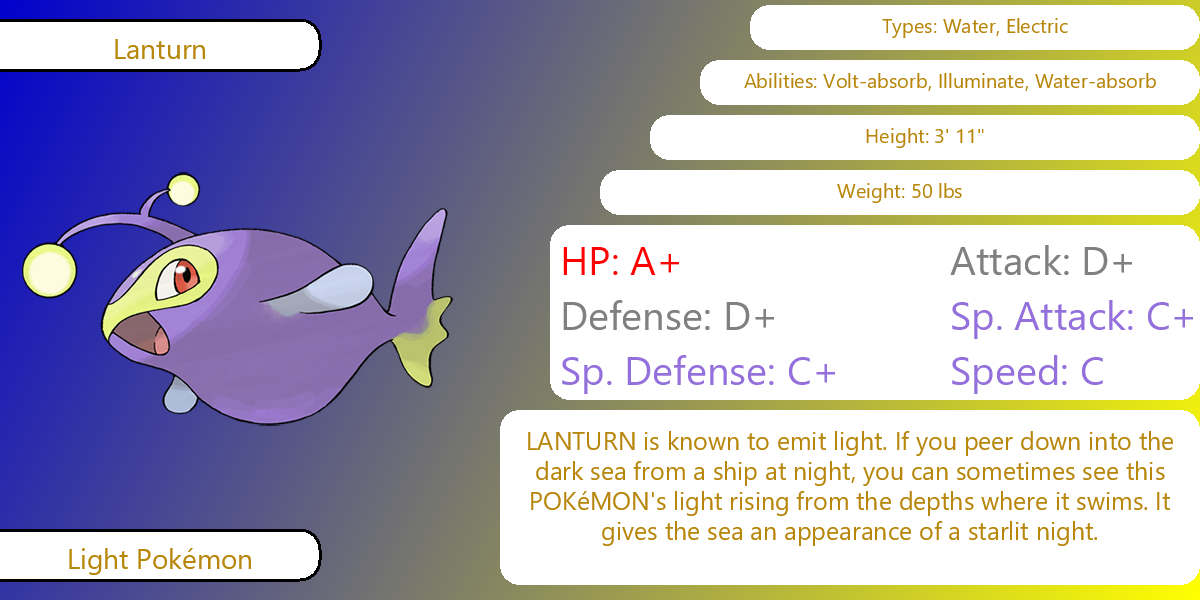 Lanturn
Types: Water, Electric
Abilities: Volt-absorb, Illuminate, Water-absorb
Height: 3' 11"
Weight: 50 lbs
HP: A+
Attack: D+
Defense: D+
Sp. Attack: C+
Sp. Defense: C+
Speed: C
LANTURN is known to emit light. If you peer down into the
dark sea from a ship at night, you can sometimes see this
POKéMON's light rising from the depths where it swims. It
gives the sea an appearance of a starlit night.
Light Pokémon